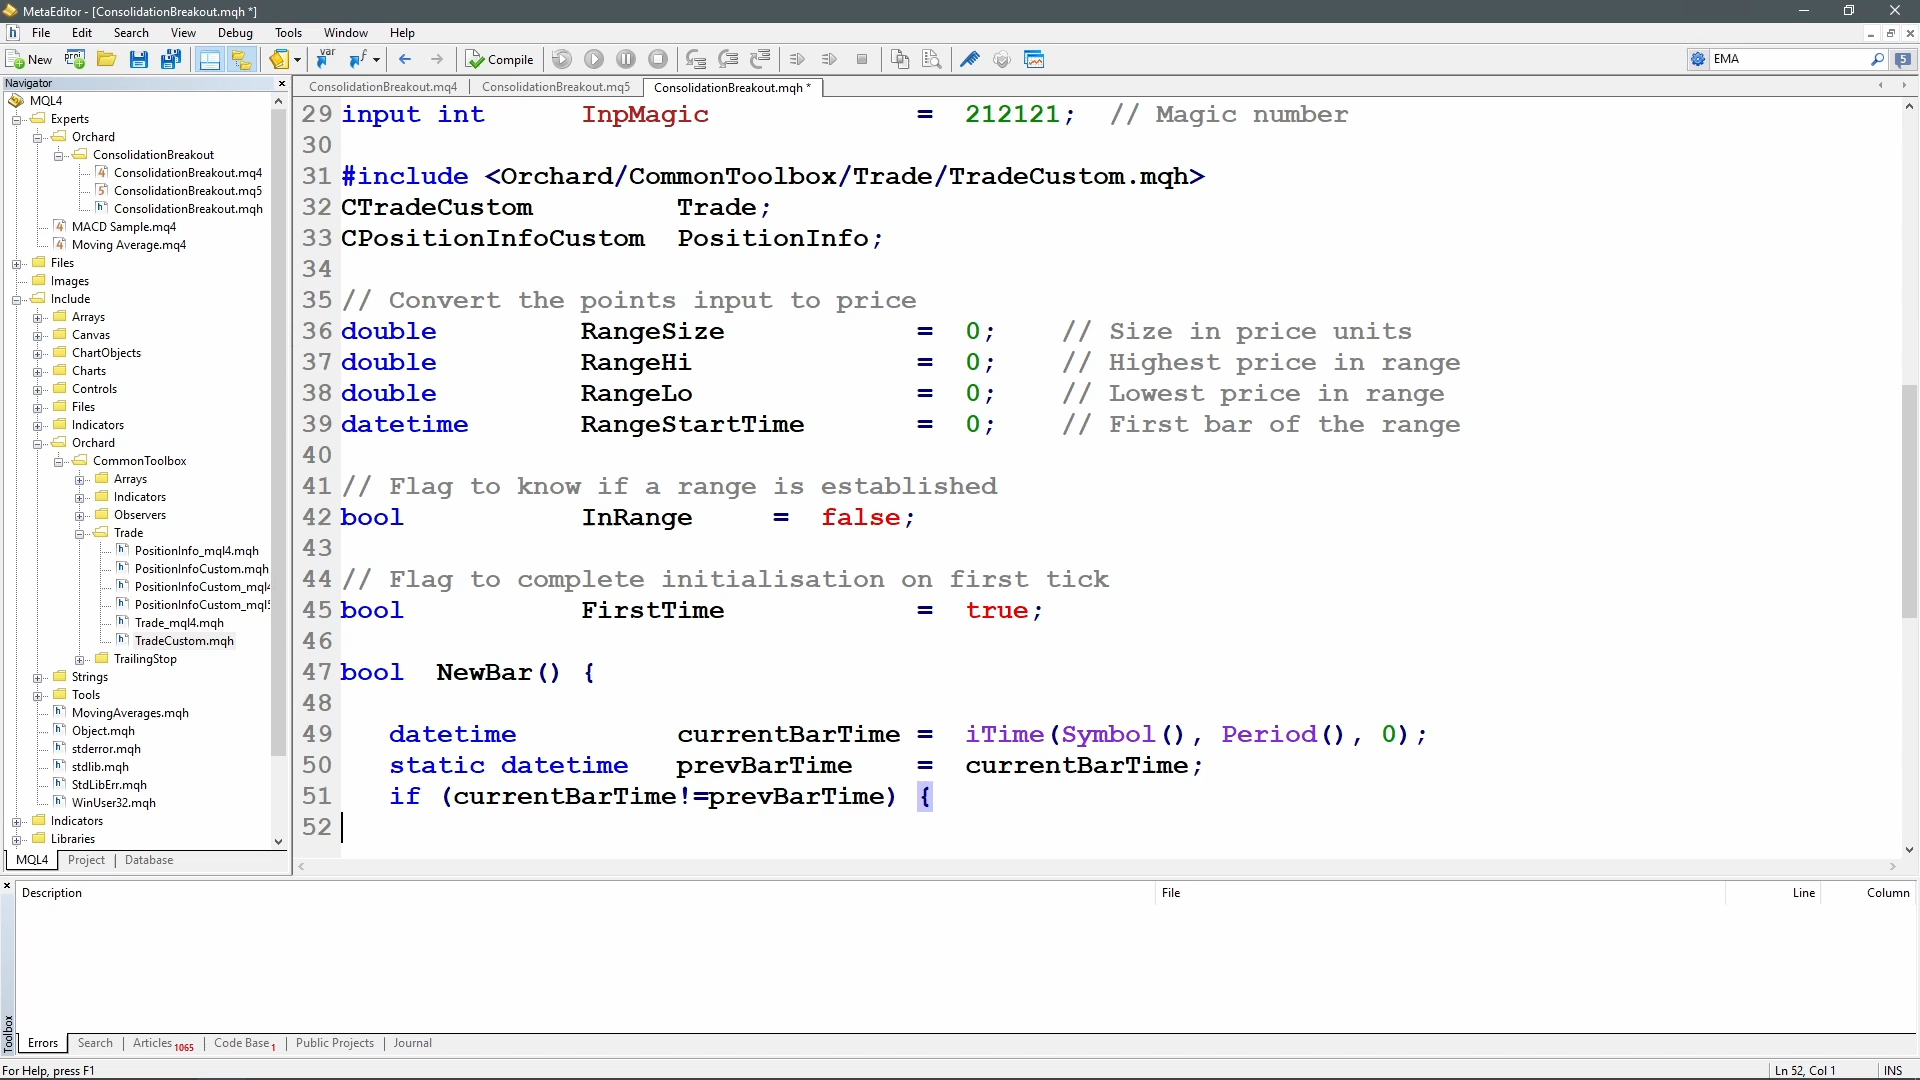 MetaEditor - [ConsolidationBreakout.mqh *]
File Edit Search View Debug Tools Window Help
New Compile EMA 5
Navigator
MQL4
Experts
Orchard
ConsolidationBreakout
ConsolidationBreakout.mq4
ConsolidationBreakout.mq5
ConsolidationBreakout.mqh
MACD Sample.mq4
Moving Average.mq4
Files
Images
Include
Arrays
Canvas
ChartObjects
Charts
Controls
Files
Indicators
Orchard
CommonToolbox
Arrays
Indicators
Observers
Trade
PositionInfo_mql4.mqh
PositionInfoCustom.mqh
PositionInfoCustom_mql4
PositionInfoCustom_mql5
Trade_mql4.mqh
TradeCustom.mqh
TrailingStop
Strings
Tools
MovingAverages.mqh
Object.mqh
stderror.mqh
stdlib.mqh
StdLibErr.mqh
WinUser32.mqh
Indicators
Libraries
MQL4 Project Database
ConsolidationBreakout.mq4 ConsolidationBreakout.mq5 ConsolidationBreakout.mqh *
29 input int InpMagic = 212121; // Magic number
30
31 #include <Orchard/CommonToolbox/Trade/TradeCustom.mqh>
32 CTradeCustom Trade;
33 CPositionInfoCustom PositionInfo;
34
35 // Convert the points input to price
36 double RangeSize = 0; // Size in price units
37 double RangeHi = 0; // Highest price in range
38 double RangeLo = 0; // Lowest price in range
39 datetime RangeStartTime = 0; // First bar of the range
40
41 // Flag to know if a range is established
42 bool InRange = false;
43
44 // Flag to complete initialisation on first tick
45 bool FirstTime = true;
46
47 bool NewBar() {
48
49 datetime currentBarTime = iTime(Symbol(), Period(), 0);
50 static datetime prevBarTime = currentBarTime;
51 if (currentBarTime!=prevBarTime) {
52
Description File Line Column
Toolbox
Errors Search Articles 1065 Code Base 1 Public Projects Journal
For Help, press F1 Ln 52, Col 1 INS